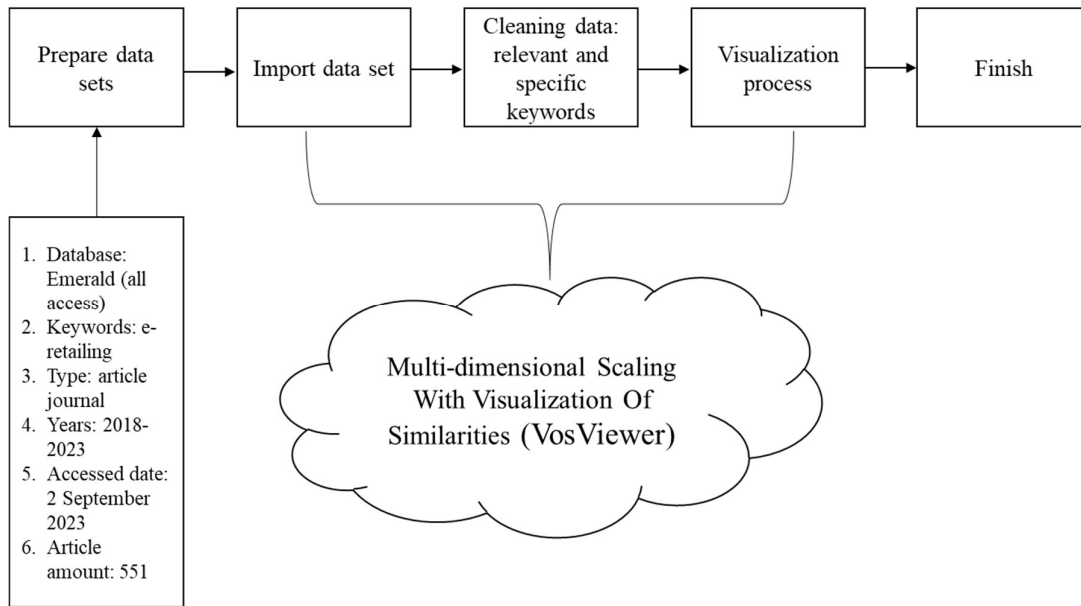 Prepare data
sets
Import data set
Cleaning data:
relevant and
specific
keywords
Visualization
process
Finish
1. Database:
Emerald (all
access)
2. Keywords: e-
retailing
3. Type: article
journal
4. Years: 2018-
2023
5. Accessed date:
2 September
2023
6. Article
amount: 551
Multi-dimensional Scaling
With Visualization Of
Similarities (VosViewer)